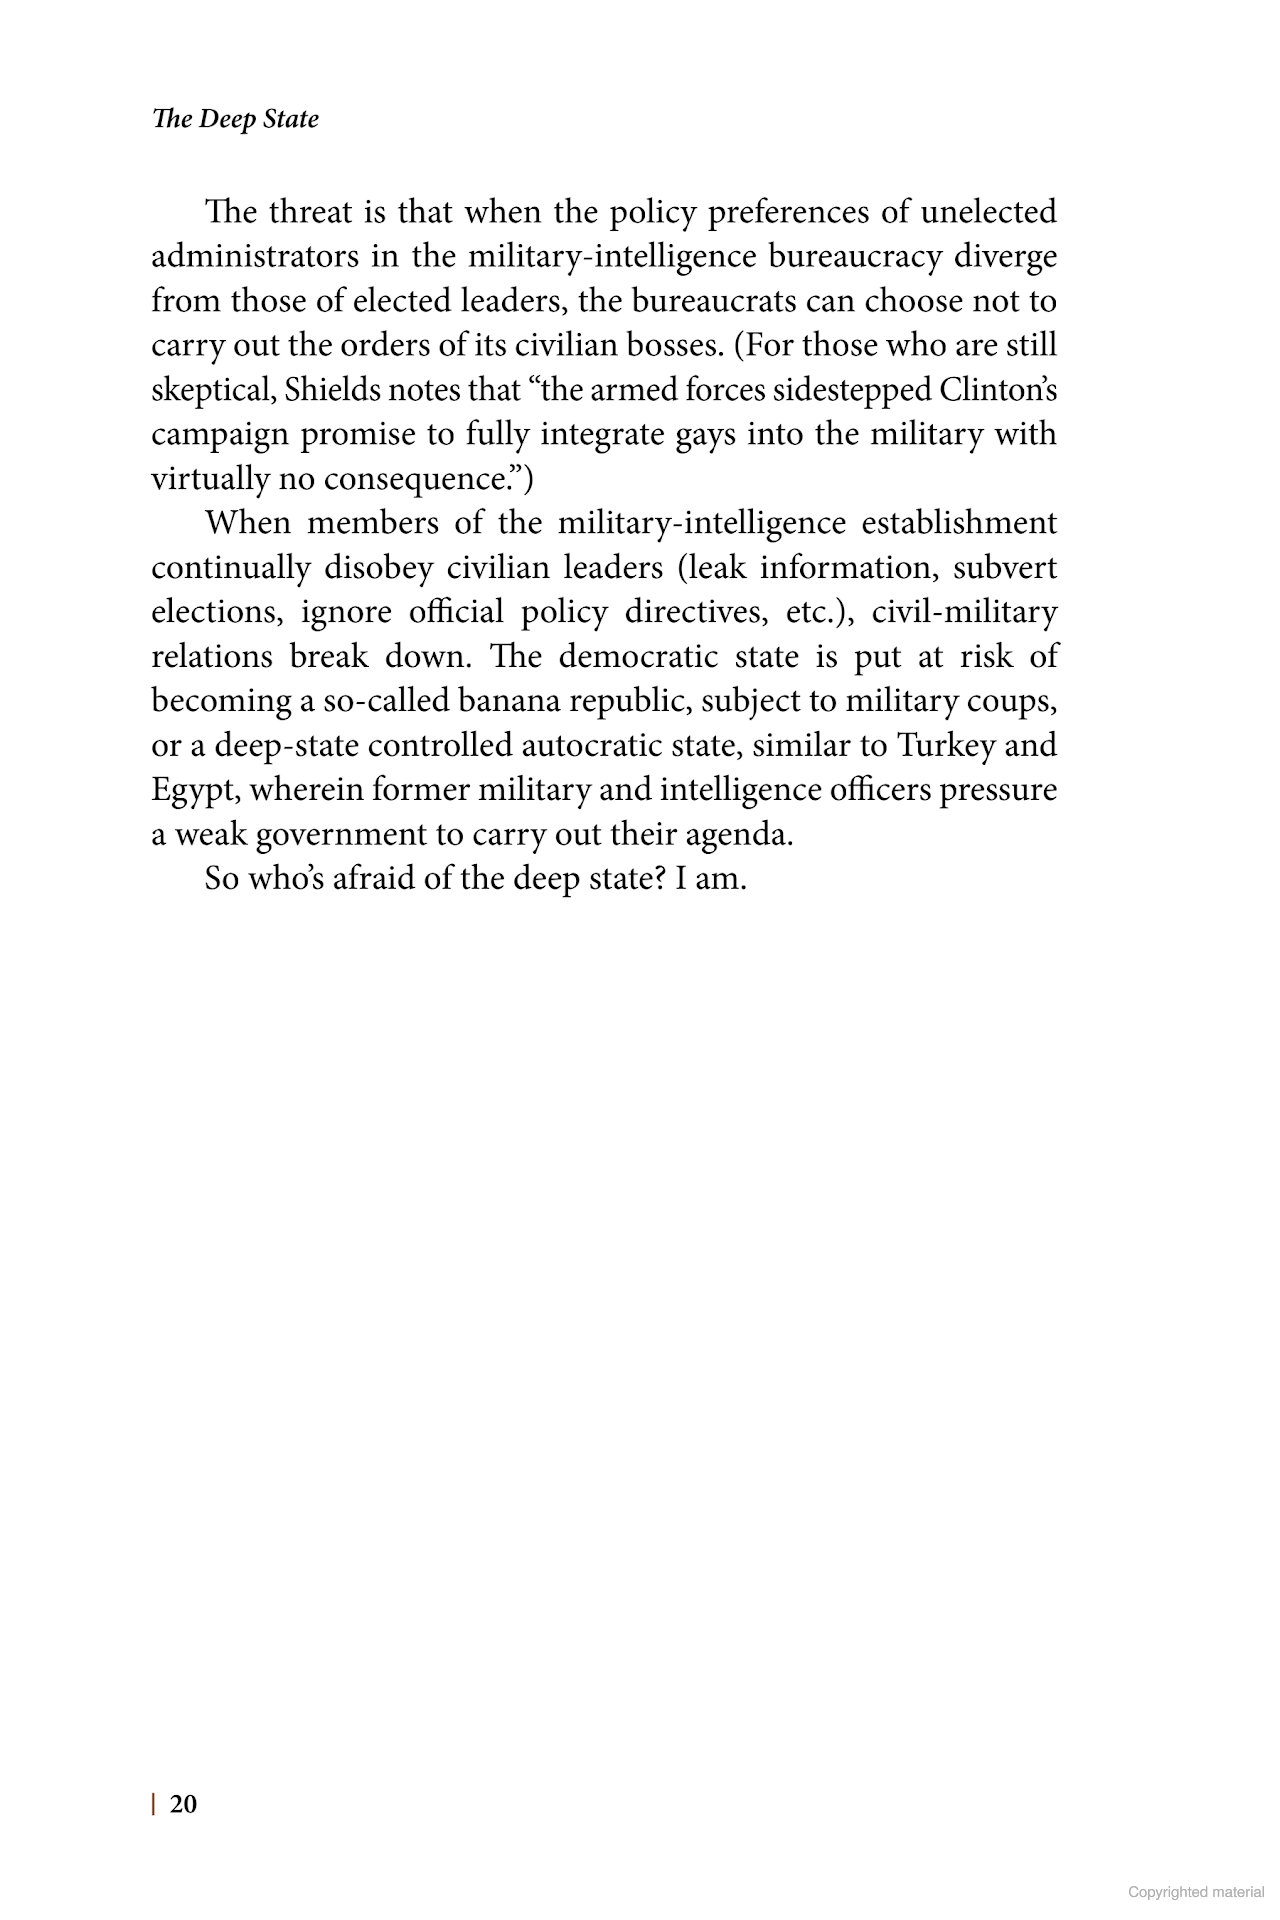 The Deep State
The threat is that when the policy preferences of unelected
administrators in the military-intelligence bureaucracy diverge
from those of elected leaders, the bureaucrats can choose not to
carry out the orders of its civilian bosses. (For those who are still
skeptical, Shields notes that “the armed forces sidestepped Clinton’s
campaign promise to fully integrate gays into the military with
virtually no consequence.”)
When members of the military-intelligence establishment
continually disobey civilian leaders (leak information, subvert
elections, ignore official policy directives, etc.), civil-military
relations break down. The democratic state is put at risk of
becoming a so-called banana republic, subject to military coups,
or a deep-state controlled autocratic state, similar to Turkey and
Egypt, wherein former military and intelligence officers pressure
a weak government to carry out their agenda.
So who’s afraid of the deep state? I am.
| 20
Copyrighted material